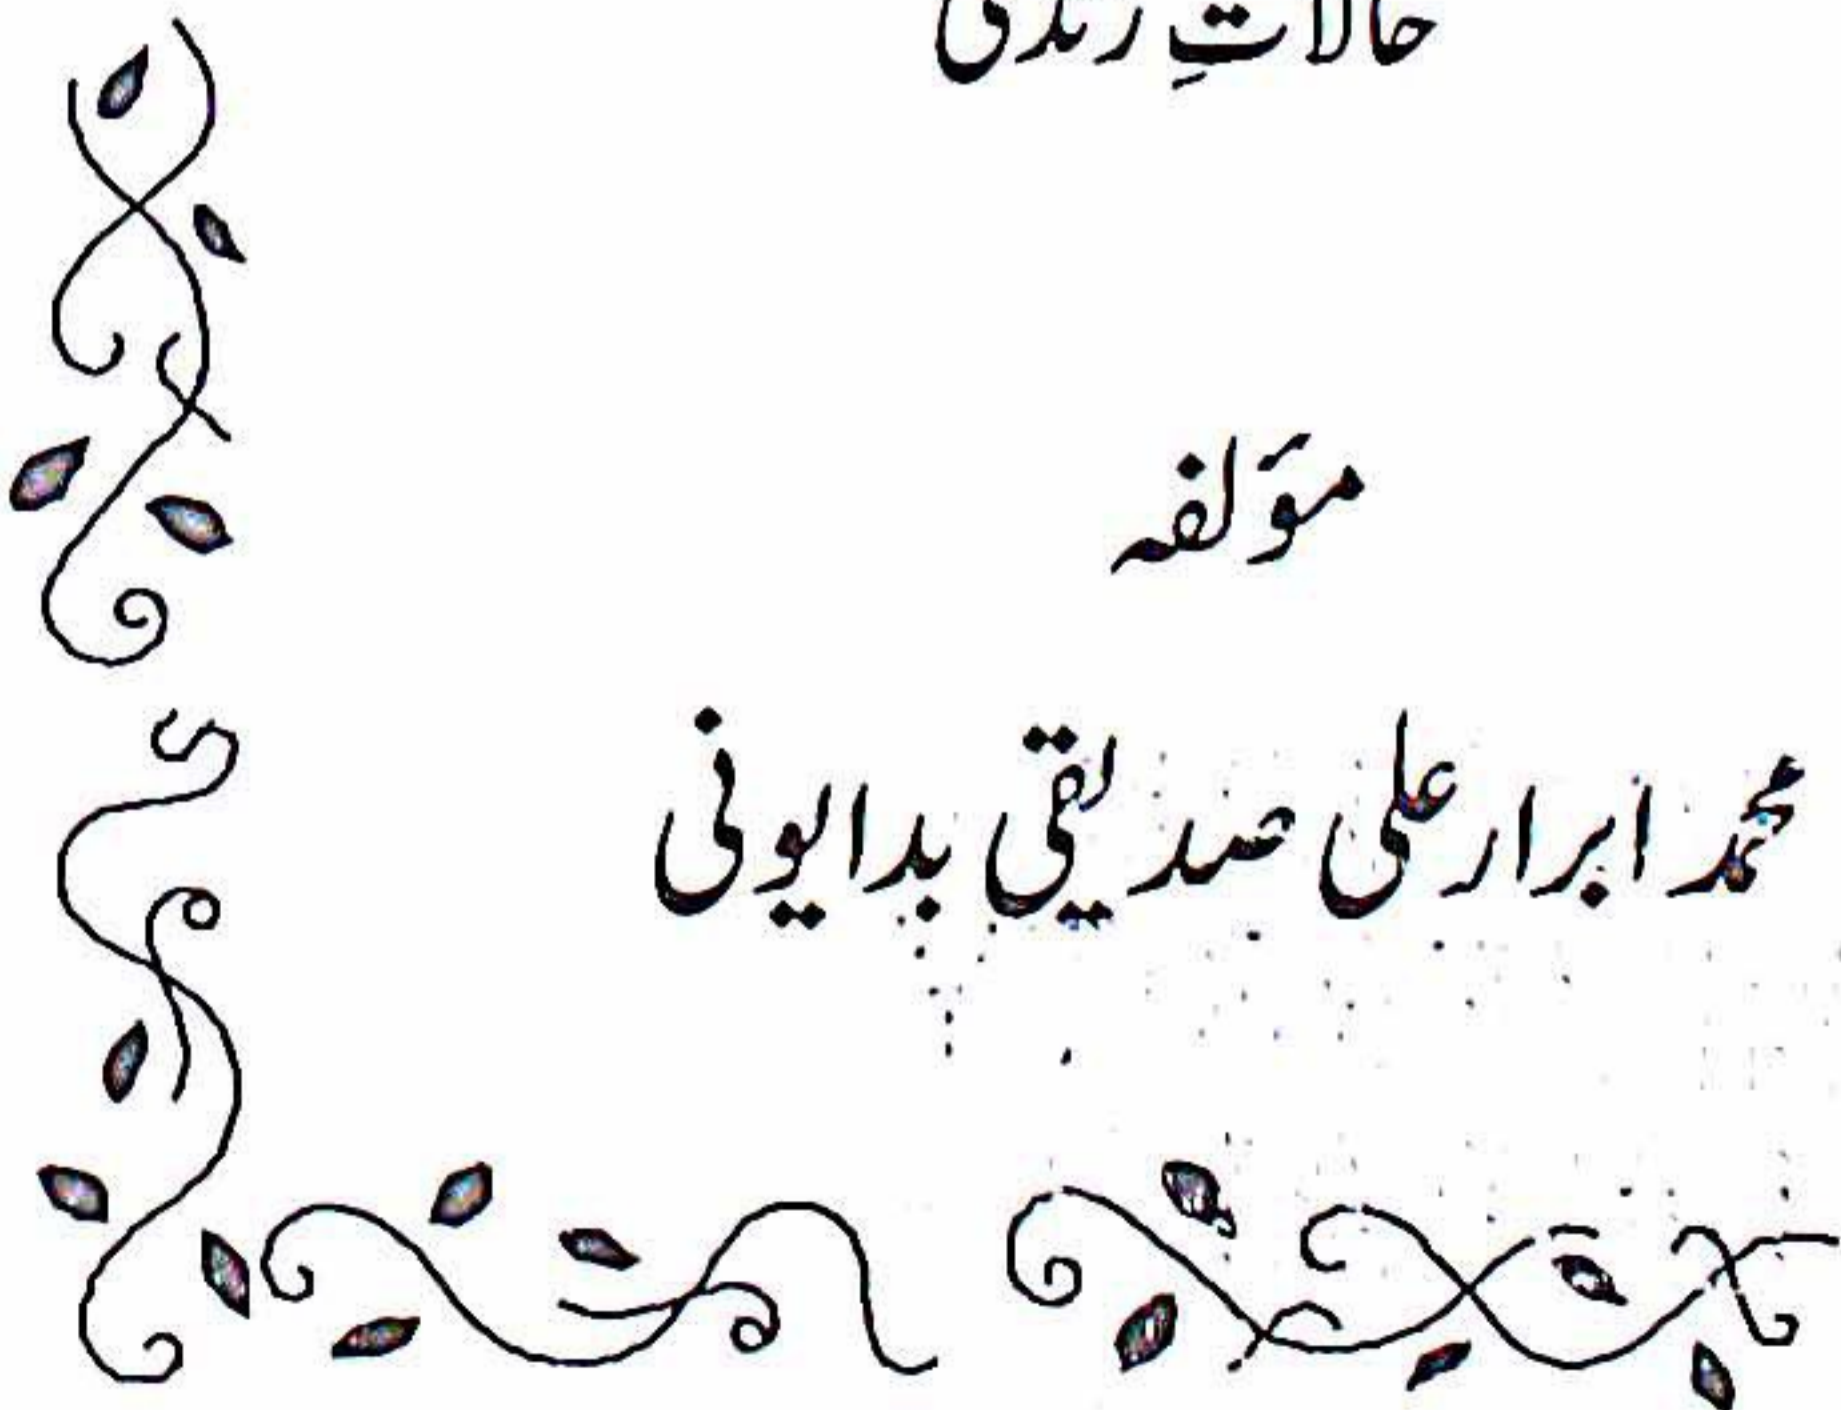 حالاتِ زندگی
مؤلفہ
محمد ابرار علی صدیقی بدایونی